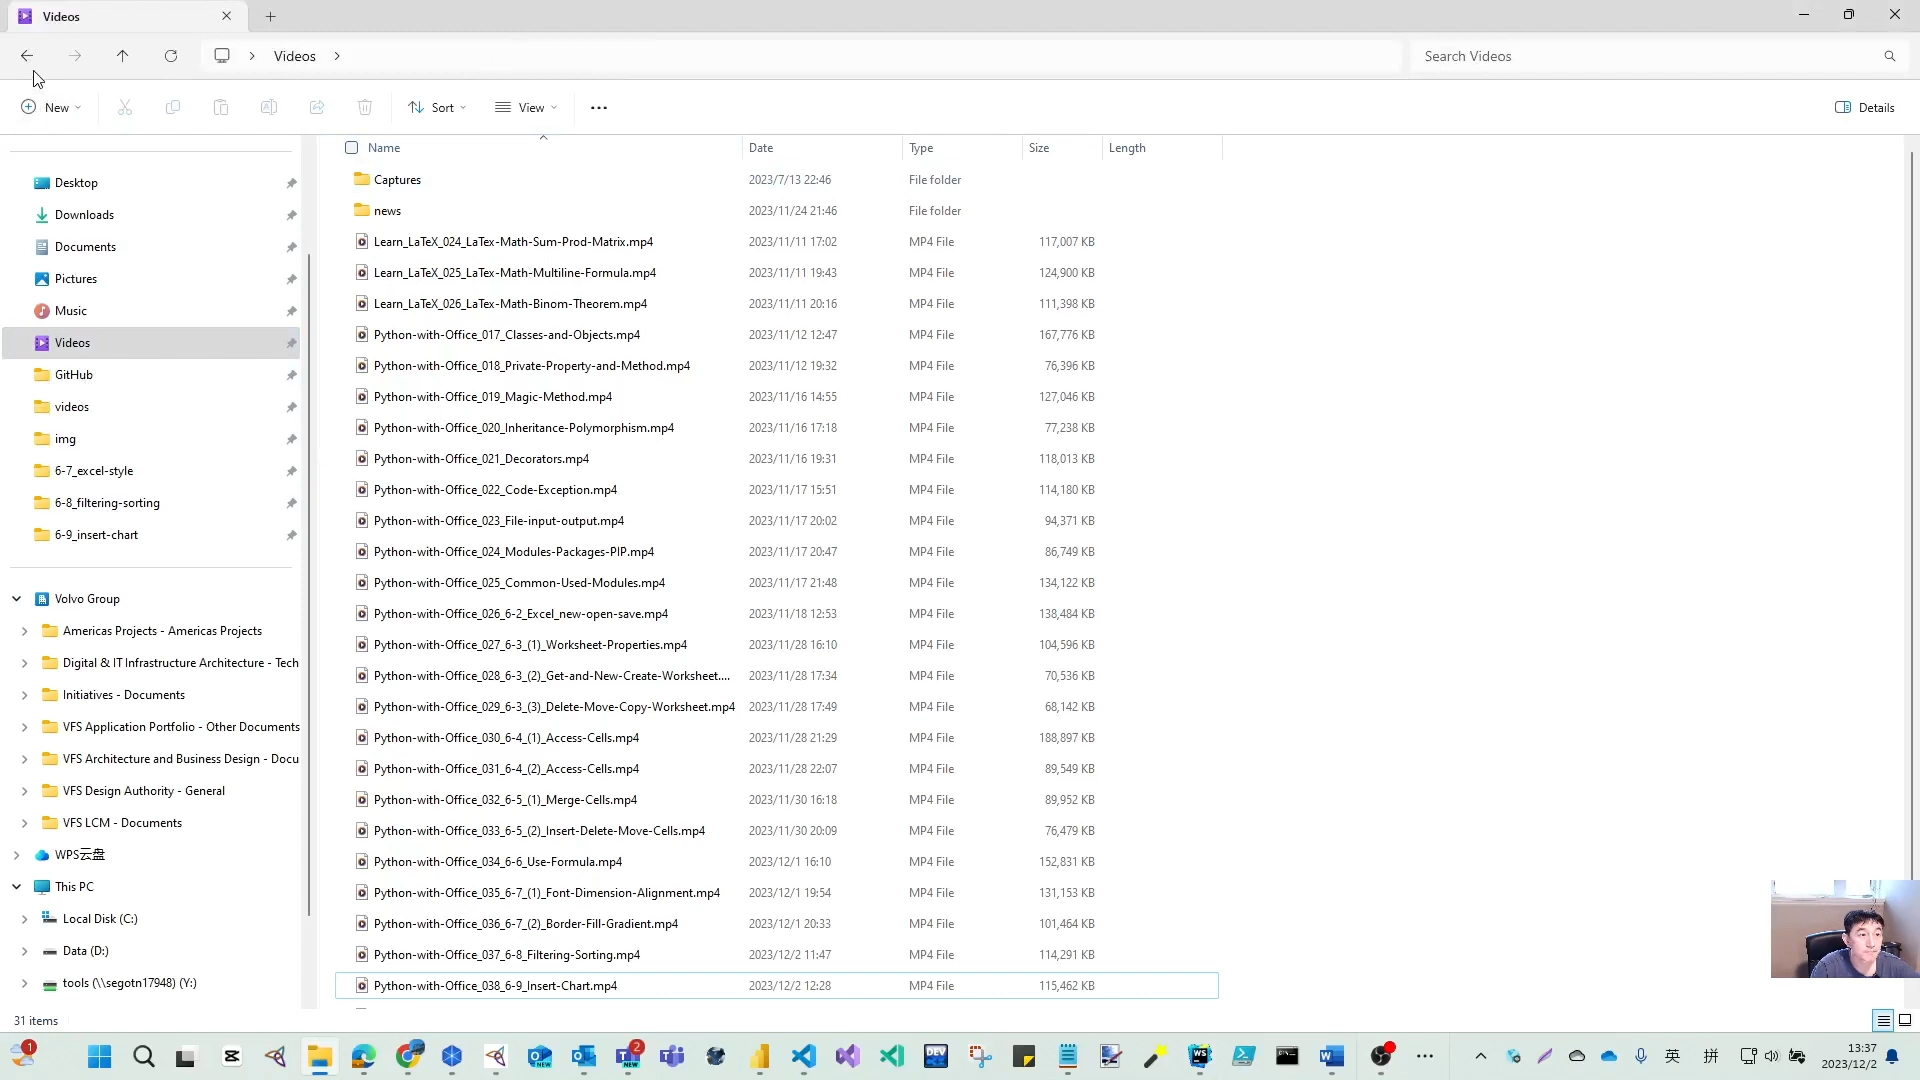 Videos
Videos
Search Videos
New
Sort
View
Details
Name Date Type Size Length
Captures 2023/7/13 22:46 File folder
news 2023/11/24 21:46 File folder
Learn_LaTeX_024_LaTex-Math-Sum-Prod-Matrix.mp4 2023/11/11 17:02 MP4 File 117,007 KB
Learn_LaTeX_025_LaTex-Math-Multiline-Formula.mp4 2023/11/11 19:43 MP4 File 124,900 KB
Learn_LaTeX_026_LaTex-Math-Binom-Theorem.mp4 2023/11/11 20:16 MP4 File 111,398 KB
Python-with-Office_017_Classes-and-Objects.mp4 2023/11/12 12:47 MP4 File 167,776 KB
Python-with-Office_018_Private-Property-and-Method.mp4 2023/11/12 19:32 MP4 File 76,396 KB
Python-with-Office_019_Magic-Method.mp4 2023/11/16 14:55 MP4 File 127,046 KB
Python-with-Office_020_Inheritance-Polymorphism.mp4 2023/11/16 17:18 MP4 File 77,238 KB
Python-with-Office_021_Decorators.mp4 2023/11/16 19:31 MP4 File 118,013 KB
Python-with-Office_022_Code-Exception.mp4 2023/11/17 15:51 MP4 File 114,180 KB
Python-with-Office_023_File-input-output.mp4 2023/11/17 20:02 MP4 File 94,371 KB
Python-with-Office_024_Modules-Packages-PIP.mp4 2023/11/17 20:47 MP4 File 86,749 KB
Python-with-Office_025_Common-Used-Modules.mp4 2023/11/17 21:48 MP4 File 134,122 KB
Python-with-Office_026_6-2_Excel_new-open-save.mp4 2023/11/18 12:53 MP4 File 138,484 KB
Python-with-Office_027_6-3_(1)_Worksheet-Properties.mp4 2023/11/28 16:10 MP4 File 104,596 KB
Python-with-Office_028_6-3_(2)_Get-and-New-Create-Worksheet.... 2023/11/28 17:34 MP4 File 70,536 KB
Python-with-Office_029_6-3_(3)_Delete-Move-Copy-Worksheet.mp4 2023/11/28 17:49 MP4 File 68,142 KB
Python-with-Office_030_6-4_(1)_Access-Cells.mp4 2023/11/28 21:29 MP4 File 188,897 KB
Python-with-Office_031_6-4_(2)_Access-Cells.mp4 2023/11/28 22:07 MP4 File 89,549 KB
Python-with-Office_032_6-5_(1)_Merge-Cells.mp4 2023/11/30 16:18 MP4 File 89,952 KB
Python-with-Office_033_6-5_(2)_Insert-Delete-Move-Cells.mp4 2023/11/30 20:09 MP4 File 76,479 KB
Python-with-Office_034_6-6_Use-Formula.mp4 2023/12/1 16:10 MP4 File 152,831 KB
Python-with-Office_035_6-7_(1)_Font-Dimension-Alignment.mp4 2023/12/1 19:54 MP4 File 131,153 KB
Python-with-Office_036_6-7_(2)_Border-Fill-Gradient.mp4 2023/12/1 20:33 MP4 File 101,464 KB
Python-with-Office_037_6-8_Filtering-Sorting.mp4 2023/12/2 11:47 MP4 File 114,291 KB
Python-with-Office_038_6-9_Insert-Chart.mp4 2023/12/2 12:28 MP4 File 115,462 KB
Desktop
Downloads
Documents
Pictures
Music
Videos
GitHub
videos
img
6-7_excel-style
6-8_filtering-sorting
6-9_insert-chart
Volvo Group
Americas Projects - Americas Projects
Digital & IT Infrastructure Architecture - Tech
Initiatives - Documents
VFS Application Portfolio - Other Documents
VFS Architecture and Business Design - Docu
VFS Design Authority - General
VFS LCM - Documents
WPS云盘
This PC
Local Disk (C:)
Data (D:)
tools (\\segotn17948) (Y:)
31 items
1
NEW
NEW
2
DEV
WS
英
拼
13:37
2023/12/2